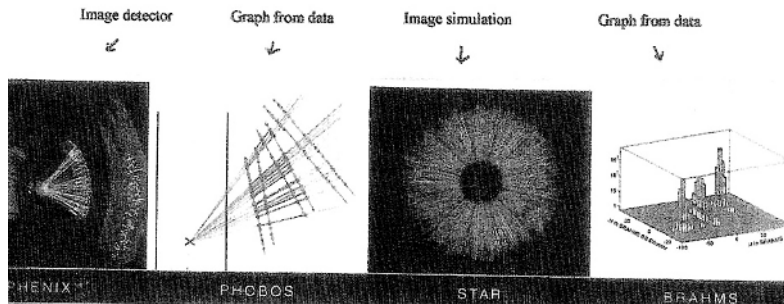 Image detector Graph from data Image simulation Graph from data
PHENIX PHOBOS STAR BRAHMS